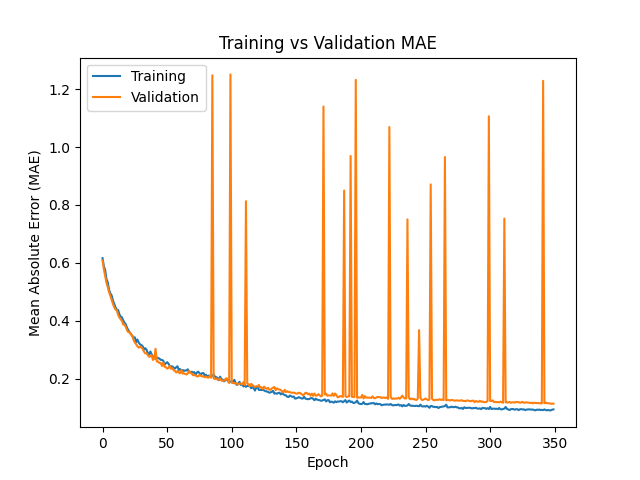 Training vs Validation MAE
Training
Validation
Mean Absolute Error (MAE)
1.2
1.0
0.8
0.6
0.4
0.2
0 50 100 150 200 250 300 350
Epoch